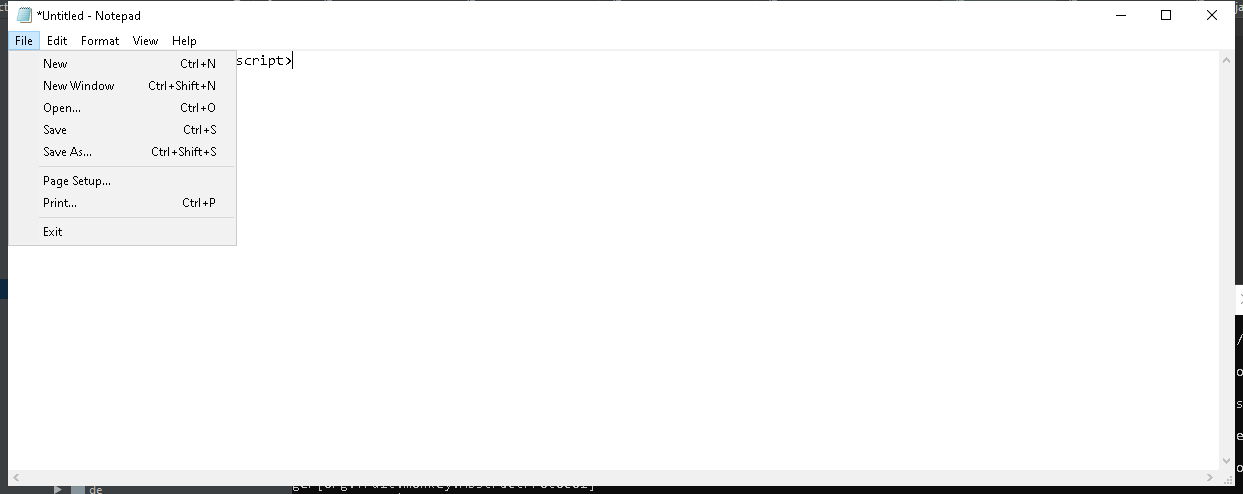 *Untitled - Notepad
File Edit Format View Help
script>
New Ctrl+N
New Window Ctrl+Shift+N
Open... Ctrl+O
Save Ctrl+S
Save As... Ctrl+Shift+S
Page Setup...
Print... Ctrl+P
Exit
de